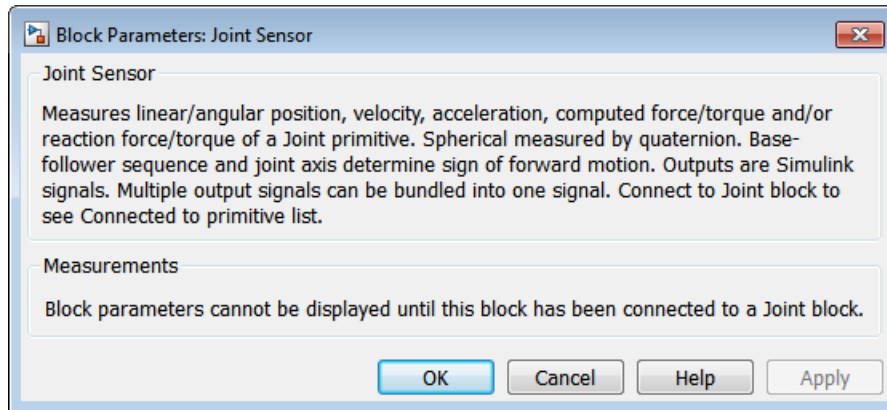 Block Parameters: Joint Sensor
Joint Sensor
Measures linear/angular position, velocity, acceleration, computed force/torque and/or
reaction force/torque of a Joint primitive. Spherical measured by quaternion. Base-
follower sequence and joint axis determine sign of forward motion. Outputs are Simulink
signals. Multiple output signals can be bundled into one signal. Connect to Joint block to
see Connected to primitive list.
Measurements
Block parameters cannot be displayed until this block has been connected to a Joint block.
OK Cancel Help Apply